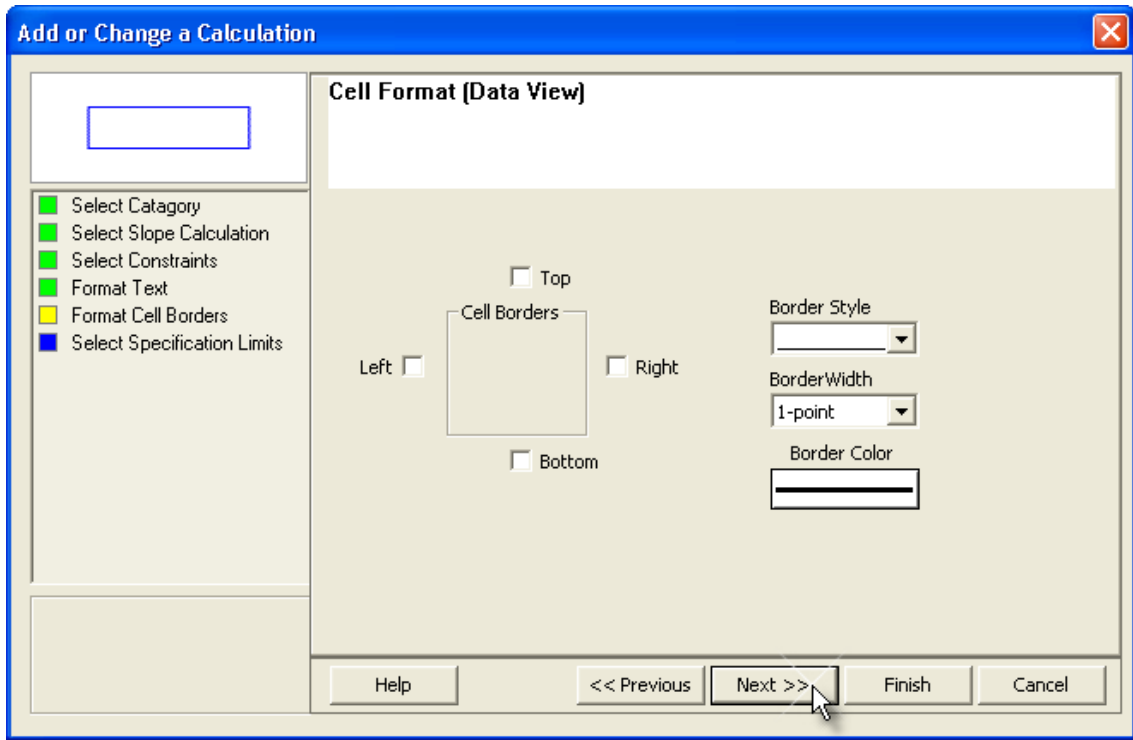 Add or Change a Calculation
Cell Format (Data View)
Select Catagory
Select Slope Calculation
Select Constraints
Format Text
Format Cell Borders
Select Specification Limits
Top
Cell Borders
Left
Right
Bottom
Border Style
BorderWidth
1-point
Border Color
Help
<< Previous
Next >>
Finish
Cancel